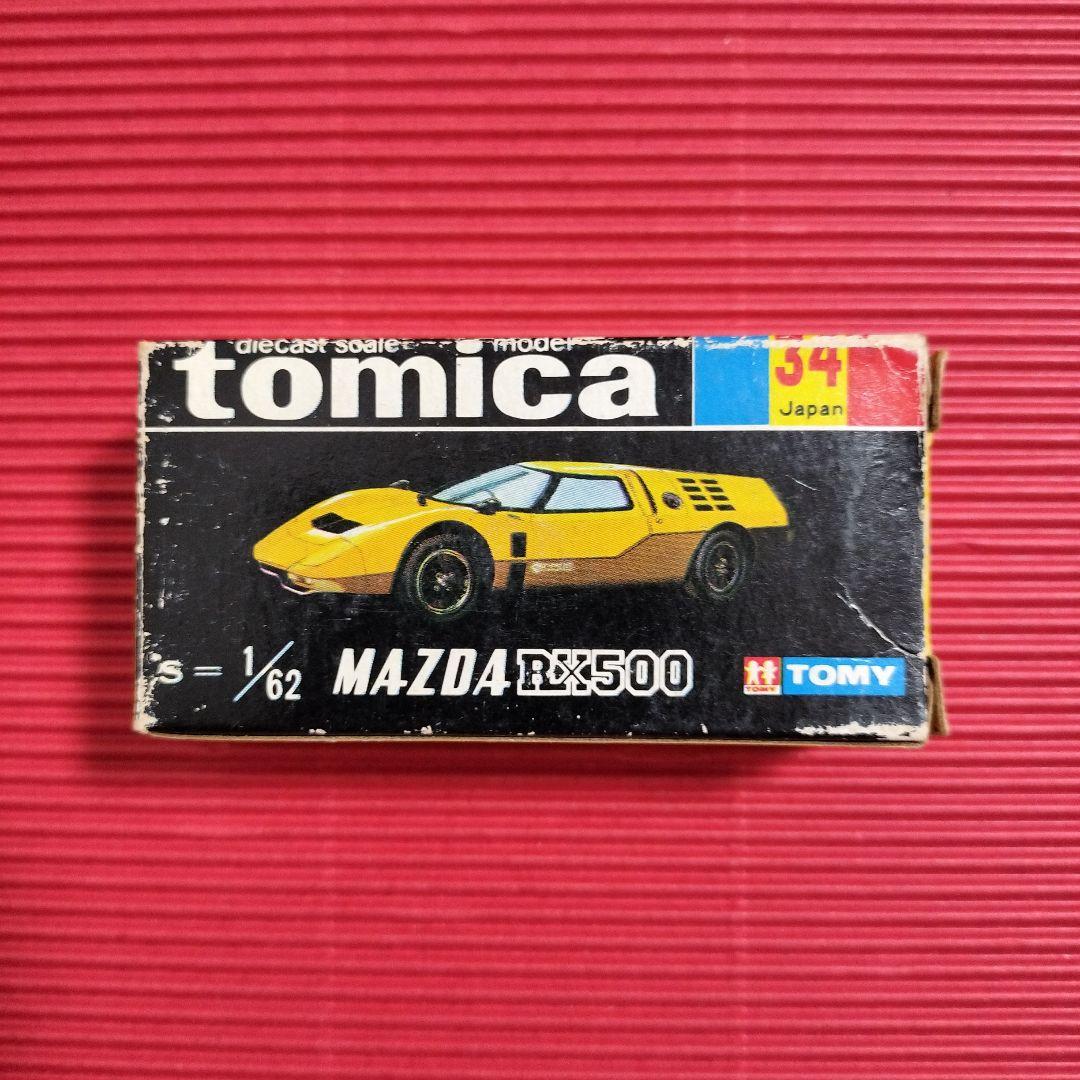 diecast scale model
tomica
34
Japan
S = 1/62
MAZDA RX500
TOMY
TOMY